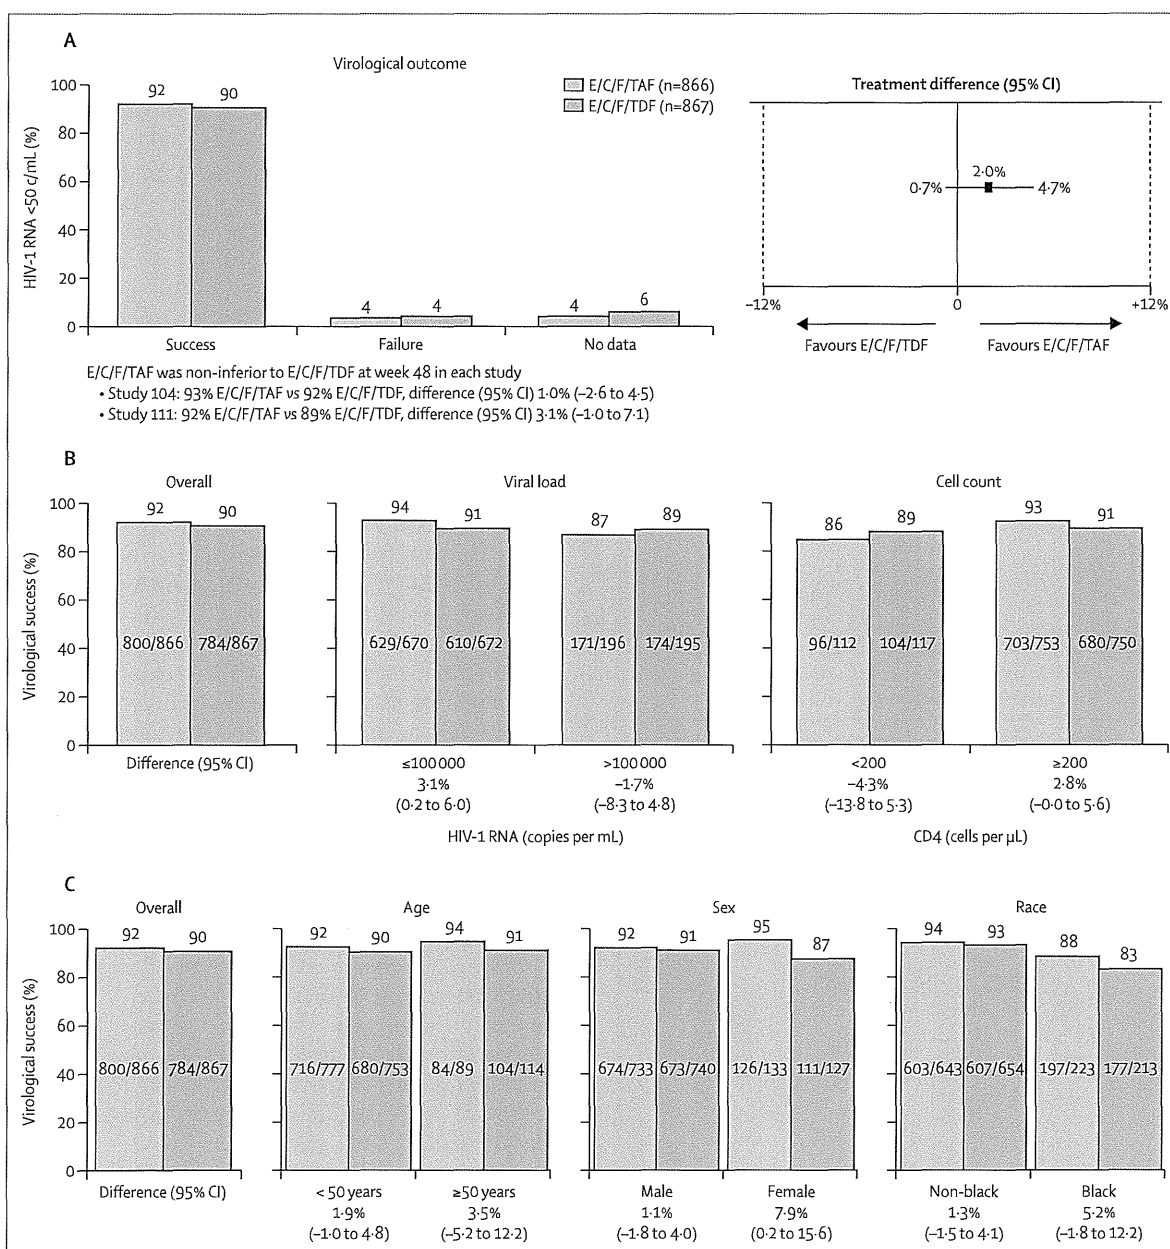 A
Virological outcome
E/C/F/TAF (n=866)
E/C/F/TDF (n=867)
HIV-1 RNA <50 c/mL (%)
100
80
60
40
20
0
92
90
4
4
4
6
Success
Failure
No data
Treatment difference (95% CI)
2·0%
0·7%
4·7%
–12%
0
+12%
Favours E/C/F/TDF
Favours E/C/F/TAF
E/C/F/TAF was non-inferior to E/C/F/TDF at week 48 in each study
• Study 104: 93% E/C/F/TAF vs 92% E/C/F/TDF, difference (95% CI) 1·0% (–2·6 to 4·5)
• Study 111: 92% E/C/F/TAF vs 89% E/C/F/TDF, difference (95% CI) 3·1% (–1·0 to 7·1)
B
Overall
Viral load
Cell count
Virological success (%)
100
80
60
40
20
0
92
90
94
91
87
89
86
89
93
91
800/866
784/867
629/670
610/672
171/196
174/195
96/112
104/117
703/753
680/750
Difference (95% CI)
≤100 000
>100 000
<200
≥200
3·1%
–1·7%
–4·3%
2·8%
(0·2 to 6·0)
(–8·3 to 4·8)
(–13·8 to 5·3)
(–0·0 to 5·6)
HIV-1 RNA (copies per mL)
CD4 (cells per µL)
C
Overall
Age
Sex
Race
Virological success (%)
100
80
60
40
20
0
92
90
92
90
94
91
92
91
95
87
94
93
88
83
800/866
784/867
716/777
680/753
84/89
104/114
674/733
673/740
126/133
111/127
603/643
607/654
197/223
177/213
Difference (95% CI)
< 50 years
≥50 years
Male
Female
Non-black
Black
1·9%
3·5%
1·1%
7·9%
1·3%
5·2%
(–1·0 to 4·8)
(–5·2 to 12·2)
(–1·8 to 4·0)
(0·2 to 15·6)
(–1·5 to 4·1)
(–1·8 to 12·2)